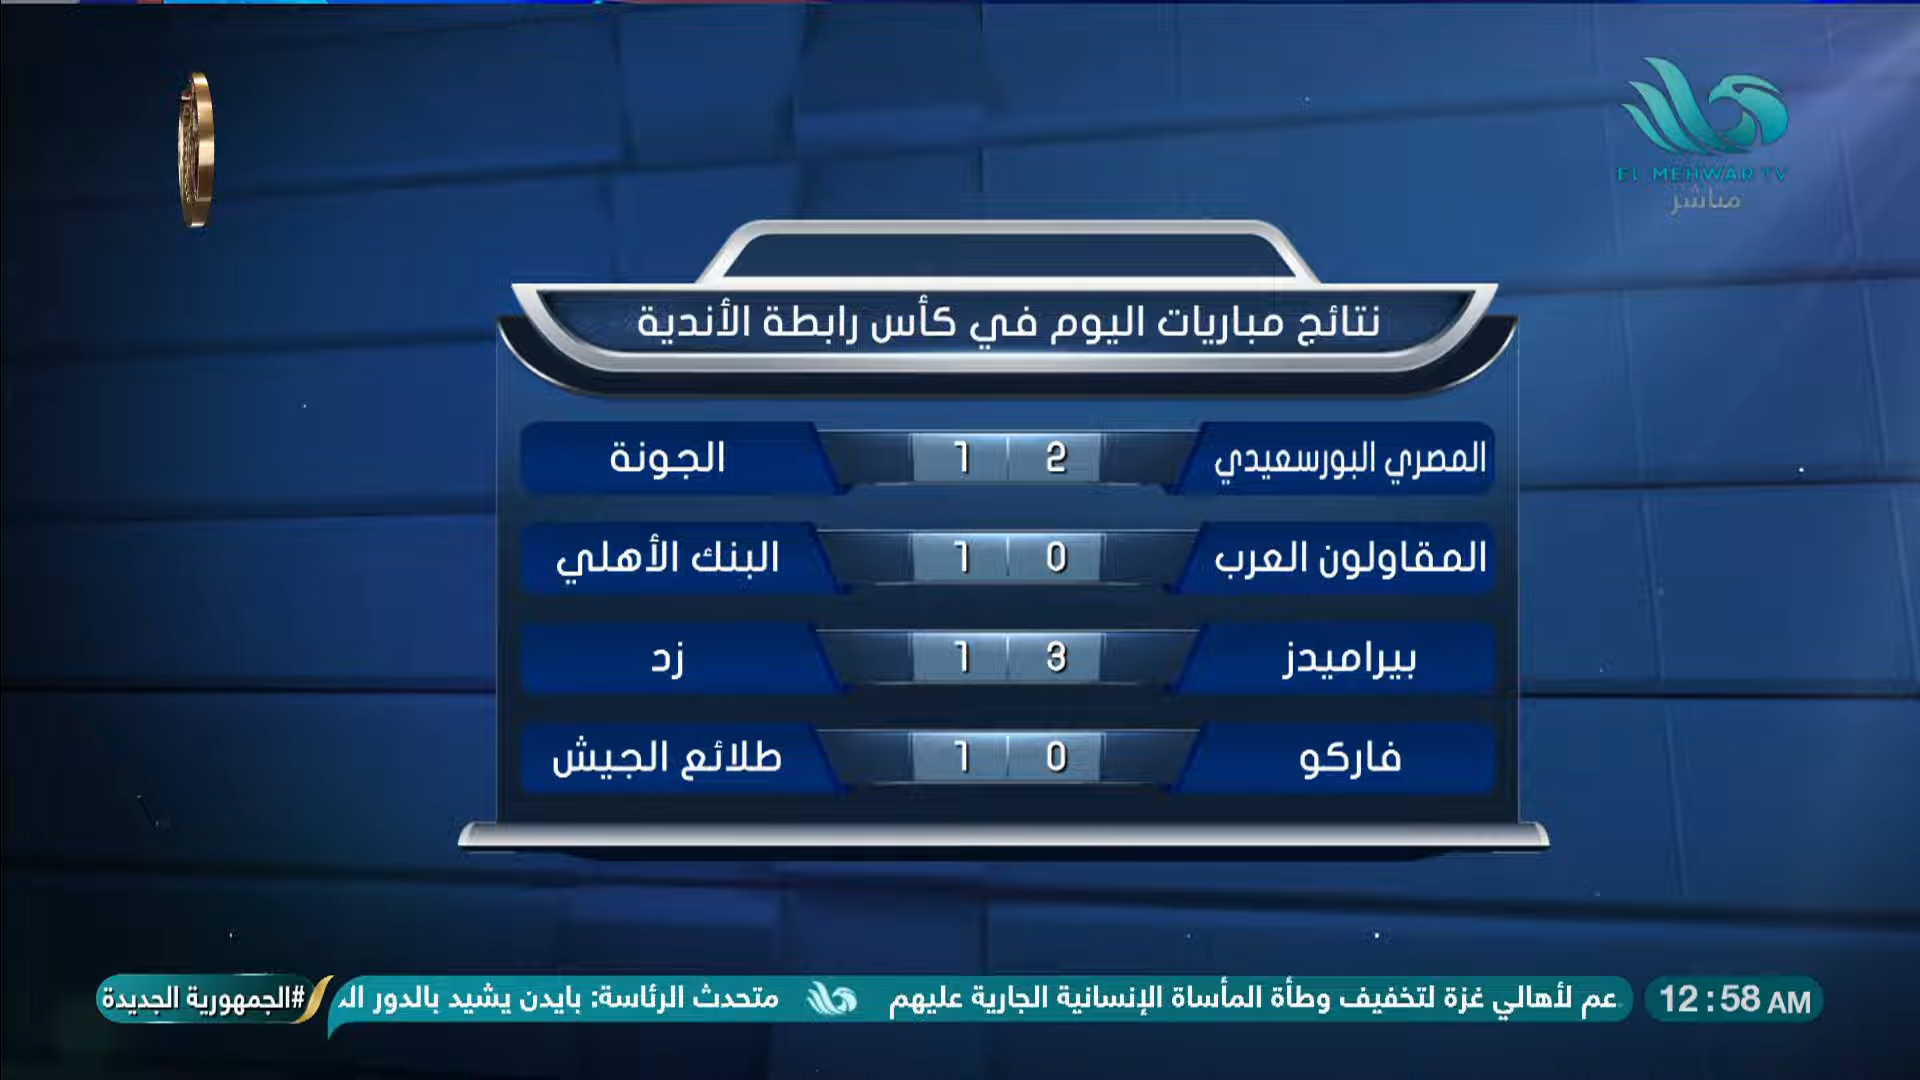 EL MEHWAR TV
مباشر
نتائج مباريات اليوم في كأس رابطة الأندية
المصري البورسعيدي 2 1 الجونة
المقاولون العرب 0 1 البنك الأهلي
بيراميدز 3 1 زد
فاركو 0 1 طلائع الجيش
12:58 AM
عم لأهالي غزة لتخفيف وطأة المأساة الإنسانية الجارية عليهم
متحدث الرئاسة: بايدن يشيد بالدور
#الجمهورية الجديدة